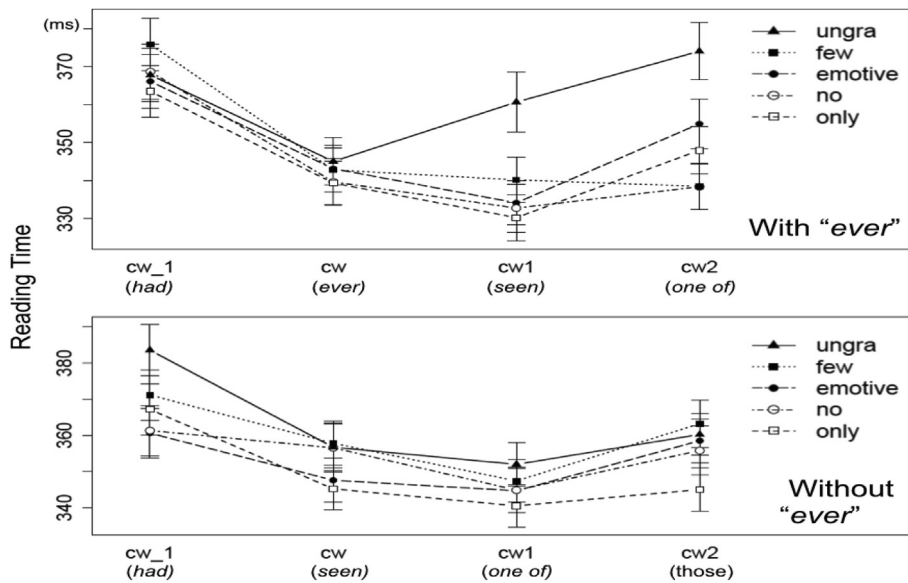 (ms)
370
350
330
ungra
few
emotive
no
only
With "ever"
cw_1
(had)
cw
(ever)
cw1
(seen)
cw2
(one of)
Reading Time
380
360
340
ungra
few
emotive
no
only
Without
"ever"
cw_1
(had)
cw
(seen)
cw1
(one of)
cw2
(those)